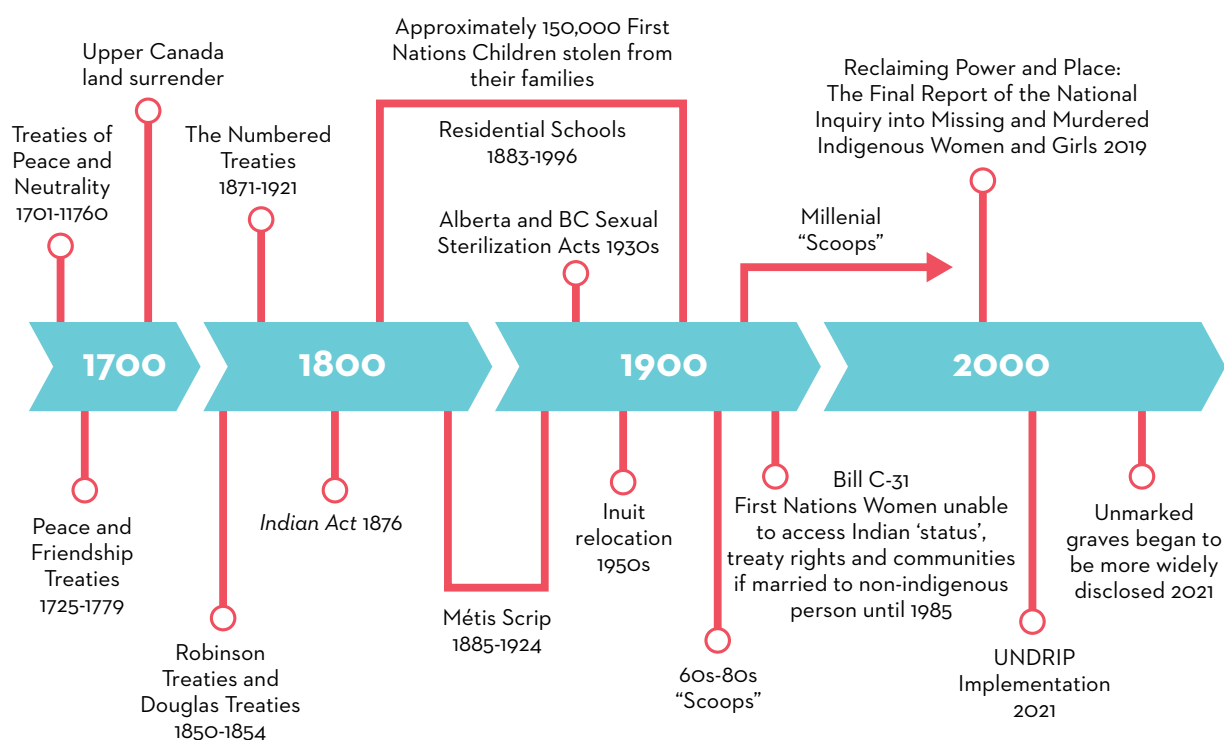 Upper Canada
land surrender
Approximately 150,000 First
Nations Children stolen from
their families
Reclaiming Power and Place:
The Final Report of the National
Inquiry into Missing and Murdered
Indigenous Women and Girls 2019
Treaties of
Peace and
Neutrality
1701-11760
The Numbered
Treaties
1871-1921
Residential Schools
1883-1996
Alberta and BC Sexual
Sterilization Acts 1930s
Millenial
“Scoops”
1700
1800
1900
2000
Peace and
Friendship
Treaties
1725-1779
Robinson
Treaties and
Douglas Treaties
1850-1854
Indian Act 1876
Métis Scrip
1885-1924
Inuit
relocation
1950s
60s-80s
“Scoops”
Bill C-31
First Nations Women unable
to access Indian ‘status’,
treaty rights and communities
if married to non-indigenous
person until 1985
UNDRIP
Implementation
2021
Unmarked
graves began to
be more widely
disclosed 2021